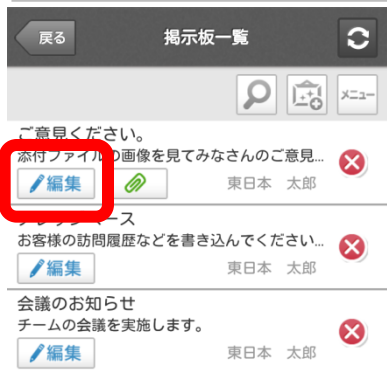 戻る
掲示板一覧
メニュー
ご意見ください。
添付ファイルの画像を見てみなさんのご意見...
編集
東日本 太郎
お客様の訪問履歴などを書き込んでください...
編集
東日本 太郎
会議のお知らせ
チームの会議を実施します。
編集
東日本 太郎